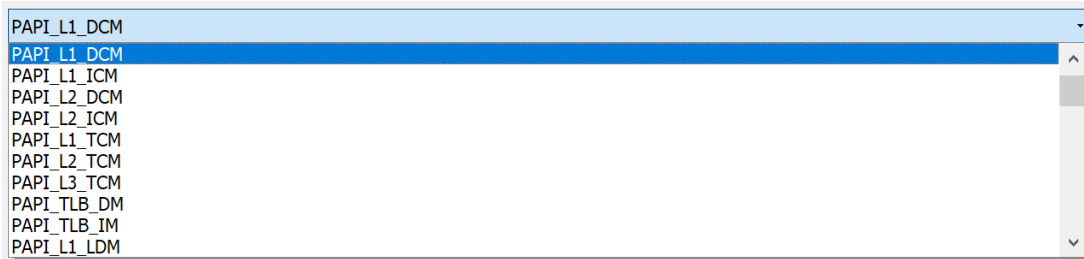 PAPI_L1_DCM
PAPI_L1_DCM
PAPI_L1_ICM
PAPI_L2_DCM
PAPI_L2_ICM
PAPI_L1_TCM
PAPI_L2_TCM
PAPI_L3_TCM
PAPI_TLB_DM
PAPI_TLB_IM
PAPI_L1_LDM